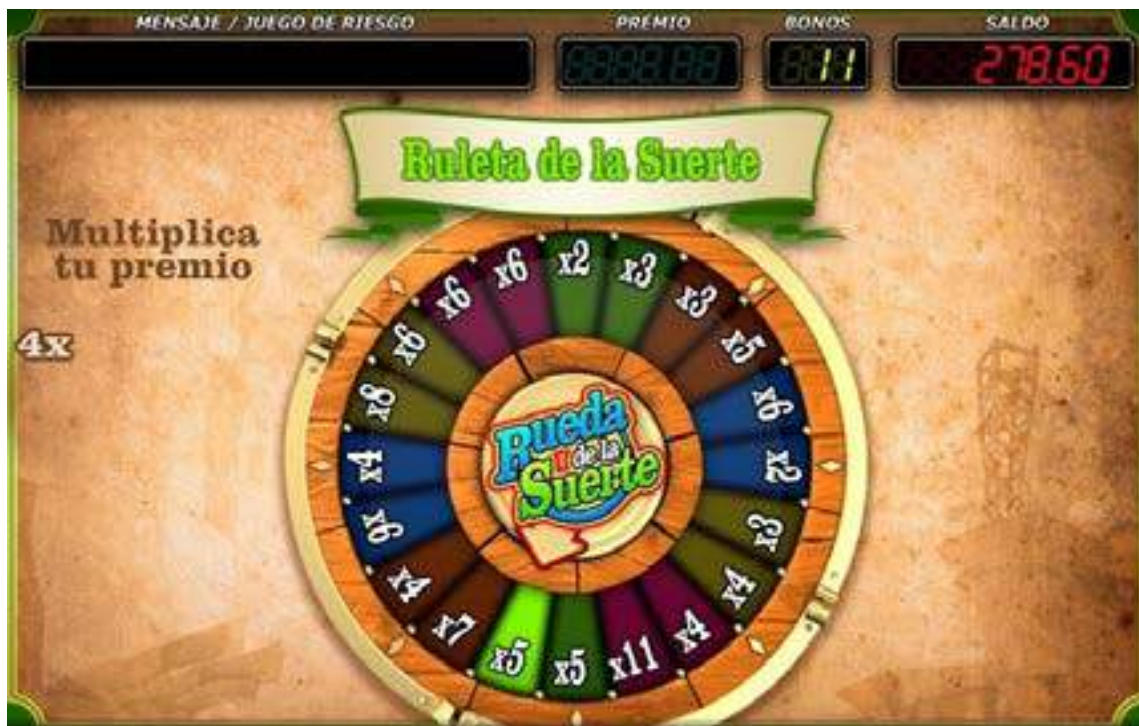 MENSAJE / JUEGO DE RIESGO
PREMIO
BONOS
SALDO
11
278.60
Ruleta de la Suerte
Multiplica
tu premio
4x
x2
x3
x3
x5
x6
x2
x3
x4
x4
x11
x5
x5
x7
x4
x6
x4
x8
x6
x6
x6
Rueda
de la
Suerte